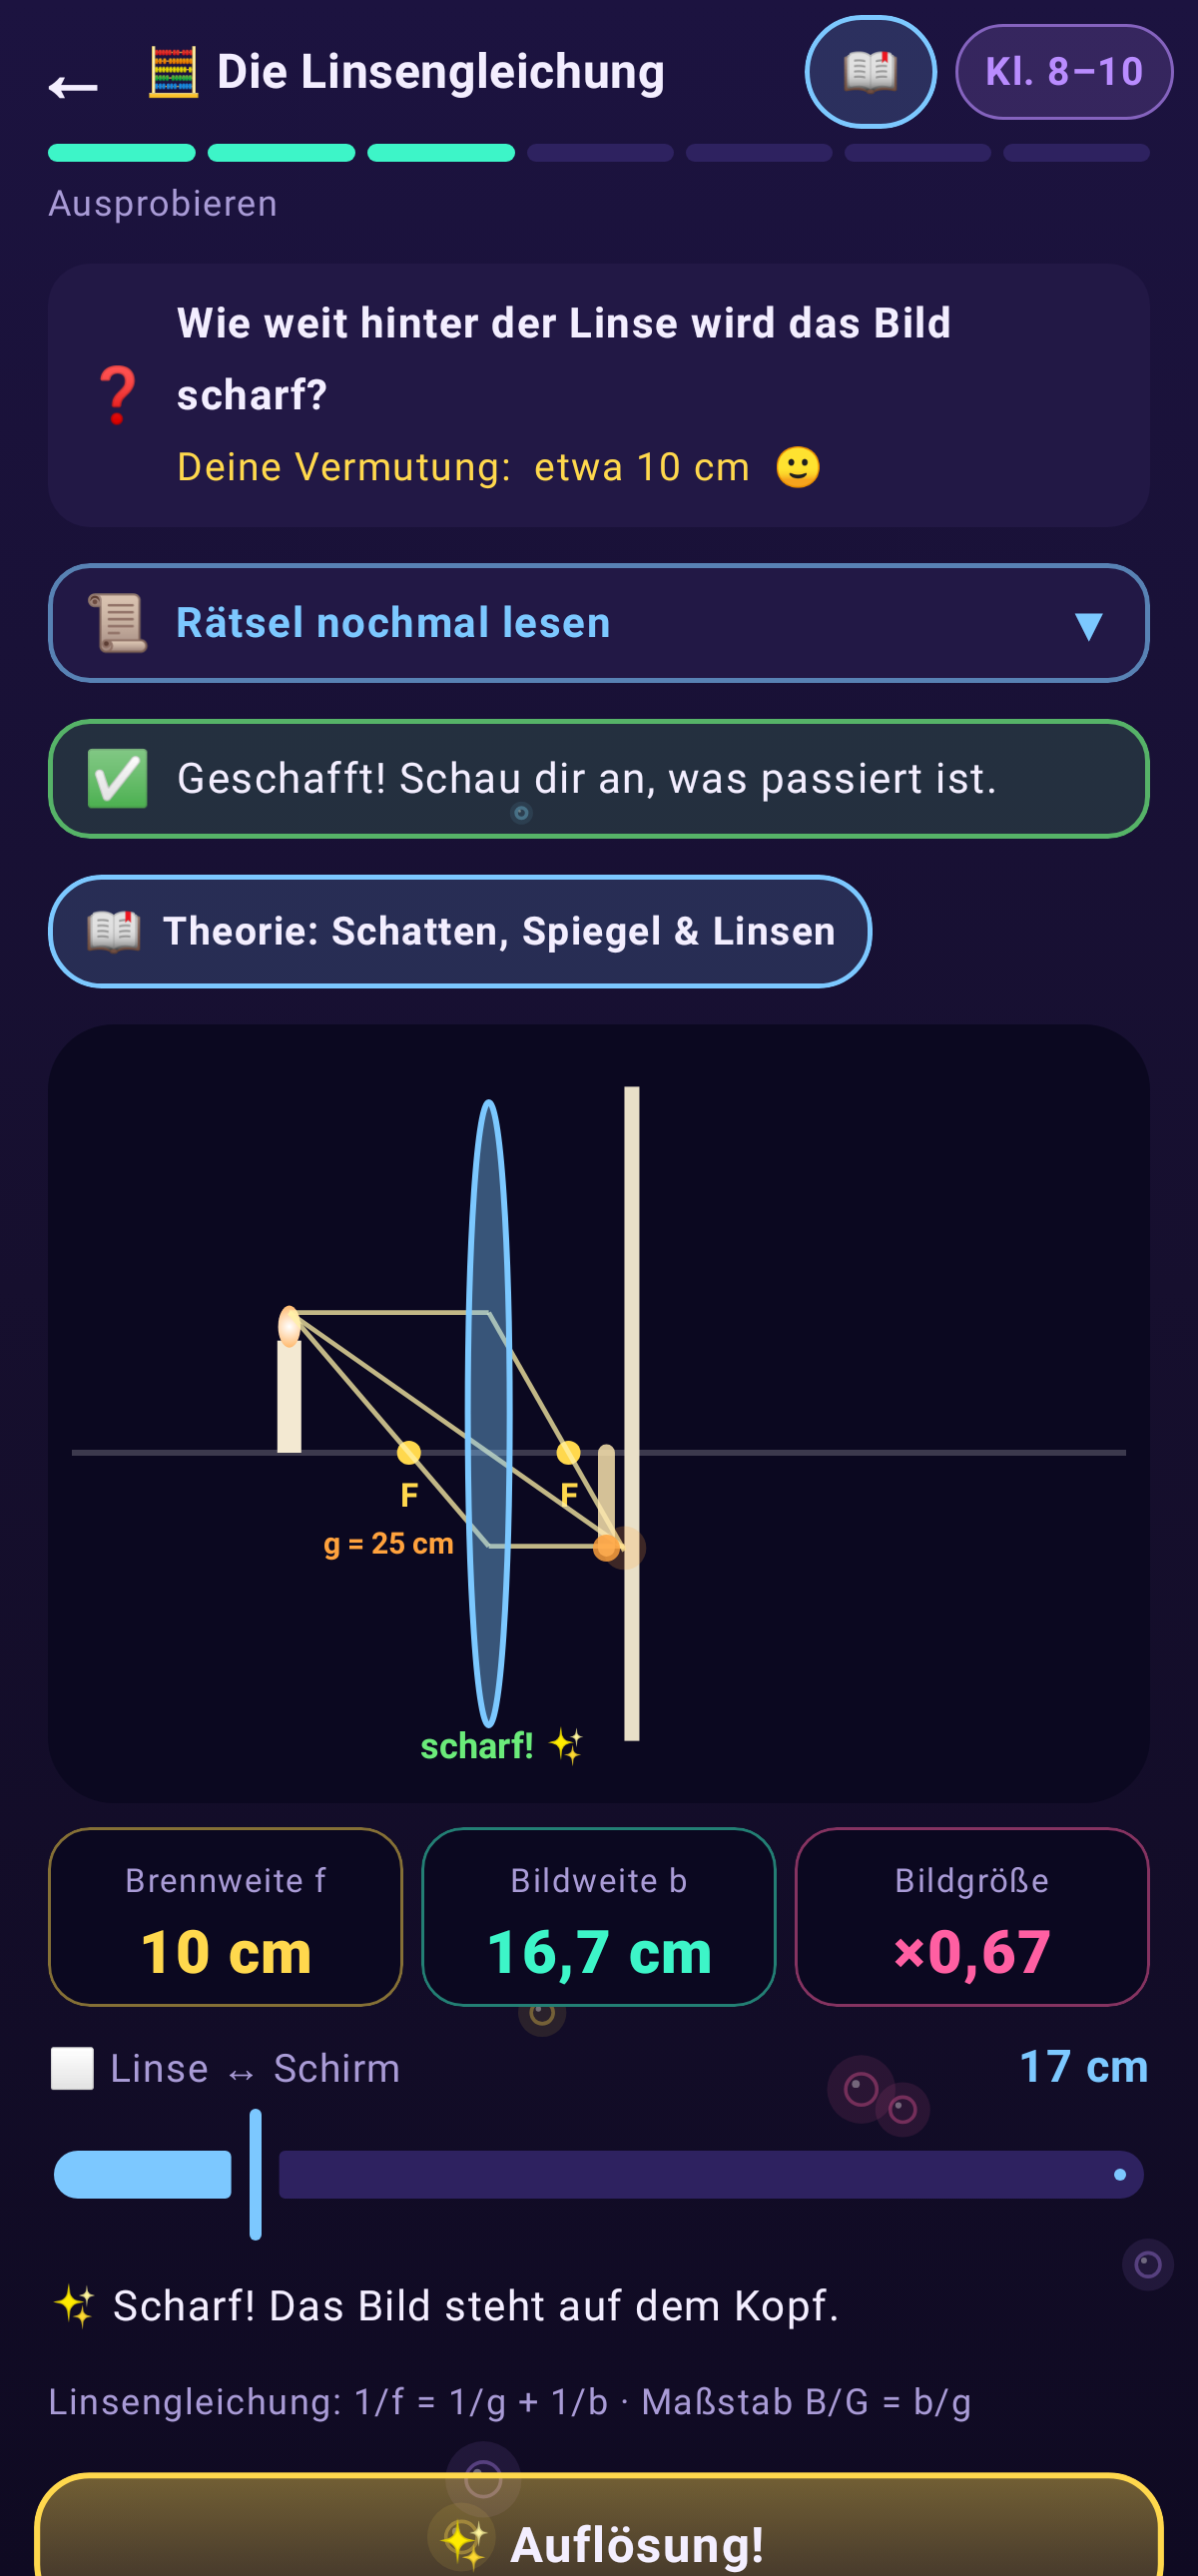 Die Linsengleichung
Kl. 8–10
Ausprobieren
Wie weit hinter der Linse wird das Bild
scharf?
Deine Vermutung: etwa 10 cm 🙂
Rätsel nochmal lesen
Geschafft! Schau dir an, was passiert ist.
Theorie: Schatten, Spiegel & Linsen
F
F
g = 25 cm
scharf! ✨
Brennweite f
10 cm
Bildweite b
16,7 cm
Bildgröße
×0,67
Linse ↔ Schirm
17 cm
✨ Scharf! Das Bild steht auf dem Kopf.
Linsengleichung: 1/f = 1/g + 1/b · Maßstab B/G = b/g
✨ Auflösung!